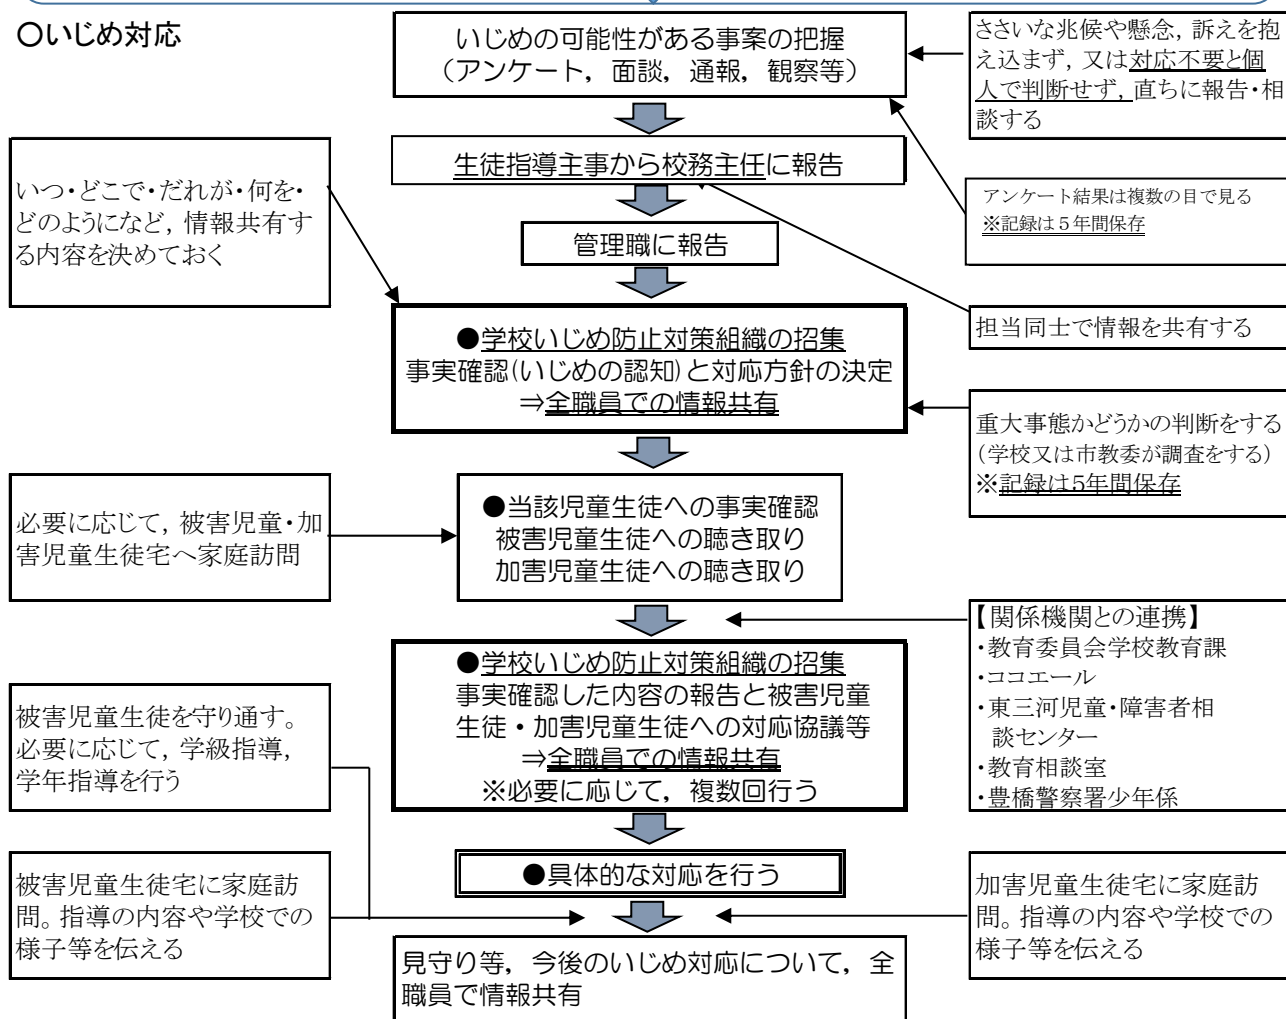 〇いじめ対応
いじめの可能性がある事案の把握
（アンケート，面談，通報，観察等）
ささいな兆候や懸念，訴えを抱
え込まず，又は対応不要と個
人で判断せず，直ちに報告・相
談する
生徒指導主事から校務主任に報告
いつ・どこで・だれが・何を・
どのようになど，情報共有す
る内容を決めておく
アンケート結果は複数の目で見る
※記録は５年間保存
管理職に報告
担当同士で情報を共有する
●学校いじめ防止対策組織の招集
事実確認(いじめの認知)と対応方針の決定
⇒全職員での情報共有
重大事態かどうかの判断をする
（学校又は市教委が調査をする）
※記録は5年間保存
必要に応じて，被害児童・加
害児童生徒宅へ家庭訪問
●当該児童生徒への事実確認
被害児童生徒への聴き取り
加害児童生徒への聴き取り
【関係機関との連携】
・教育委員会学校教育課
・ココエール
・東三河児童・障害者相
談センター
・教育相談室
・豊橋警察署少年係
●学校いじめ防止対策組織の招集
事実確認した内容の報告と被害児童
生徒・加害児童生徒への対応協議等
⇒全職員での情報共有
※必要に応じて，複数回行う
被害児童生徒を守り通す。
必要に応じて，学級指導，
学年指導を行う
●具体的な対応を行う
被害児童生徒宅に家庭訪
問。指導の内容や学校での
様子等を伝える
加害児童生徒宅に家庭訪
問。指導の内容や学校での
様子等を伝える
見守り等，今後のいじめ対応について，全
職員で情報共有